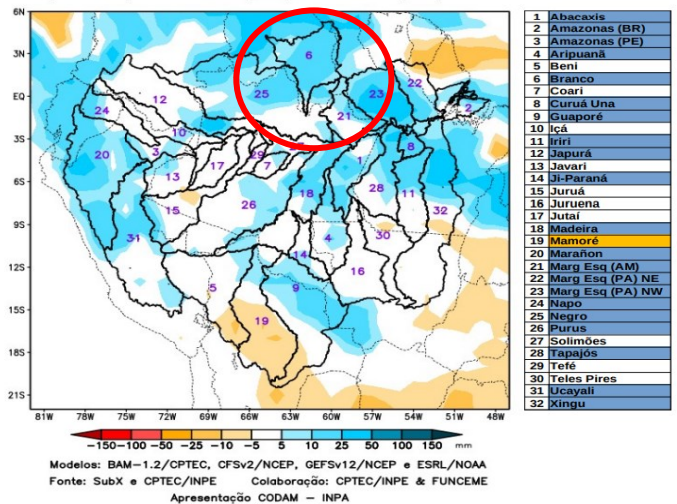 6N
3N
EQ
3S
6S
9S
12S
15S
18S
21S
81W 78W 75W 72W 69W 66W 63W 60W 57W 54W 51W 48W
6
22
25
23
12
2
24
21
10
8
20
3
29
7
1
17
13
18
28
11
15
26
32
31
4
30
14
16
5
9
19
-150 -100 -50 -25 -10 -5 5 10 25 50 100 150 mm
Modelos: BAM-1.2/CPTEC, CFSv2/NCEP, GEFSv12/NCEP e ESRL/NOAA
Fonte: SubX e CPTEC/INPE Colaboração: CPTEC/INPE & FUNCEME
Apresentação CODAM - INPA
1 Abacaxis
2 Amazonas (BR)
3 Amazonas (PE)
4 Aripuanã
5 Beni
6 Branco
7 Coari
8 Curuá Una
9 Guaporé
10 Içá
11 Iriri
12 Japurá
13 Javari
14 Ji-Paraná
15 Juruá
16 Juruena
17 Jutaí
18 Madeira
19 Mamoré
20 Marañon
21 Marg Esq (AM)
22 Marg Esq (PA) NE
23 Marg Esq (PA) NW
24 Napo
25 Negro
26 Purus
27 Solimões
28 Tapajós
29 Tefé
30 Teles Pires
31 Ucayali
32 Xingu